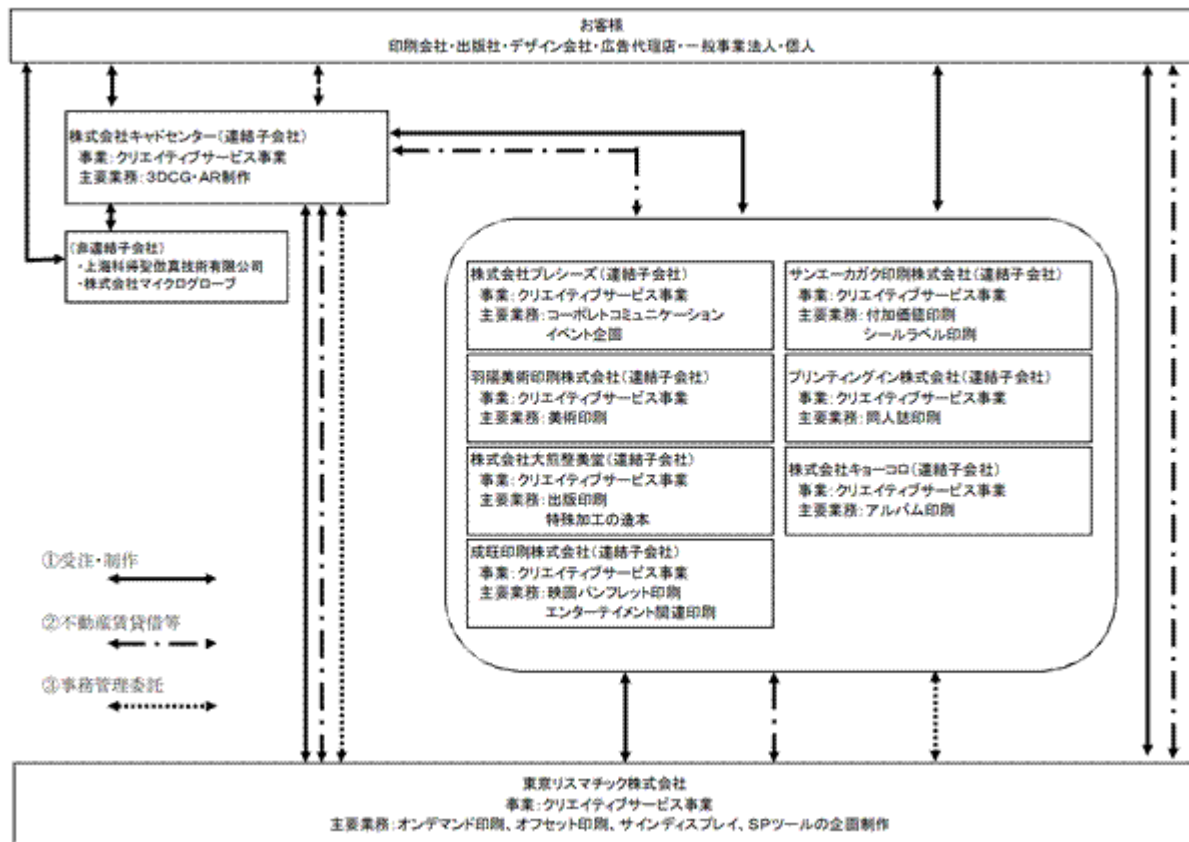 お客様
印刷会社・出版社・デザイン会社・広告代理店・一般事業法人・個人
株式会社キャドセンター(連結子会社)
事業:クリエイティブサービス事業
主要業務:3DCG・AR制作
(非連結子会社)
・上海科得聖倣真技術有限公司
・株式会社マイクログローブ
株式会社プレシーズ(連結子会社)
事業:クリエイティブサービス事業
主要業務:コーポレトコミュニケーション
イベント企画
サンエーカガク印刷株式会社(連結子会社)
事業:クリエイティブサービス事業
主要業務:付加価値印刷
シールラベル印刷
羽陽美術印刷株式会社(連結子会社)
事業:クリエイティブサービス事業
主要業務:美術印刷
プリンティングイン株式会社(連結子会社)
事業:クリエイティブサービス事業
主要業務:同人誌印刷
株式会社大熊整美堂(連結子会社)
事業:クリエイティブサービス事業
主要業務:出版印刷
特殊加工の造本
株式会社キョーコロ(連結子会社)
事業:クリエイティブサービス事業
主要業務:アルバム印刷
成旺印刷株式会社(連結子会社)
事業:クリエイティブサービス事業
主要業務:映画パンフレット印刷
エンターテイメント関連印刷
①受注・制作
②不動産賃貸借等
③事務管理委託
東京リスマチック株式会社
事業:クリエイティブサービス事業
主要業務:オンデマンド印刷、オフセット印刷、サインディスプレイ、SPツールの企画制作